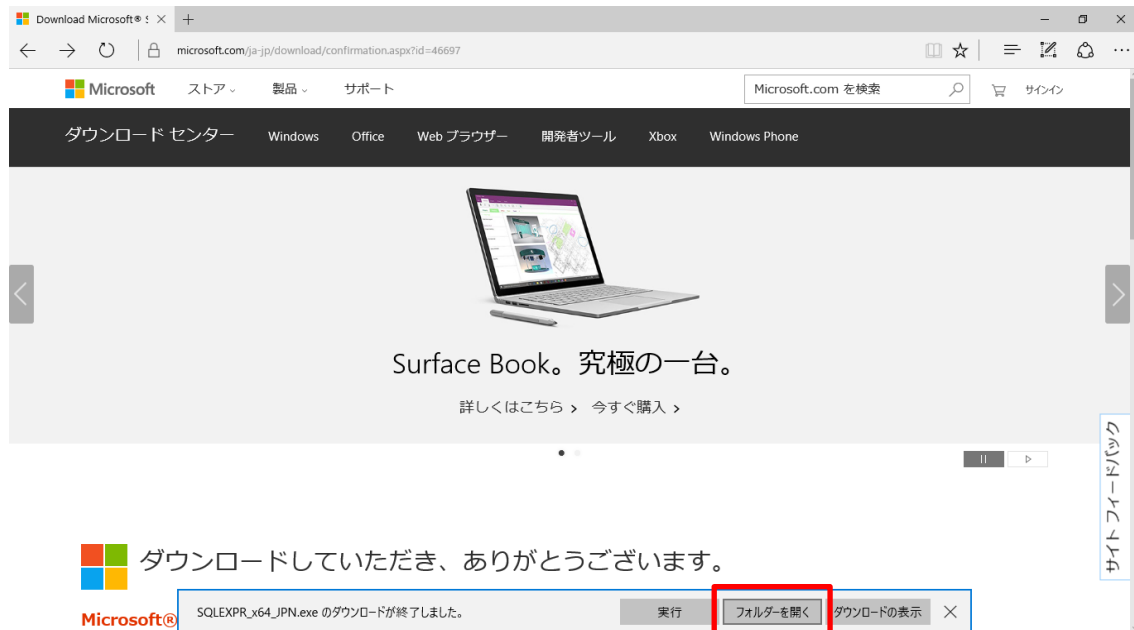 Download Microsoft® S
microsoft.com/ja-jp/download/confirmation.aspx?id=46697
Microsoft ストア 製品 サポート Microsoft.com を検索 サインイン
ダウンロード センター Windows Office Web ブラウザー 開発者ツール Xbox Windows Phone
Surface Book。究極の一台。
詳しくはこちら 今すぐ購入
サイト フィードバック
ダウンロードしていただき、ありがとうございます。
Microsoft®
SQLEXPR_x64_JPN.exe のダウンロードが終了しました。 実行 フォルダーを開く ダウンロードの表示